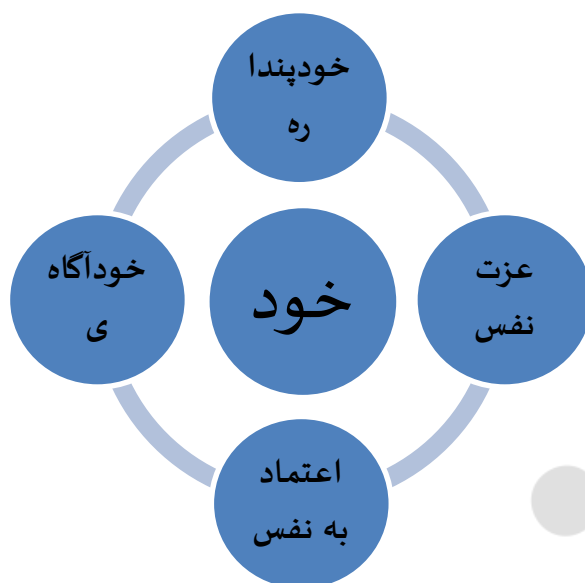 خودپندا
ره
عزت
نفس
خود
خودآگاه
ی
اعتماد
به نفس